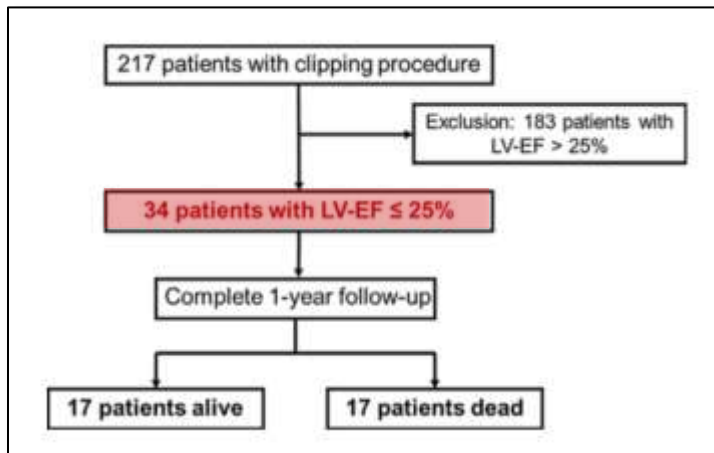 217 patients with clipping procedure
Exclusion: 183 patients with
LV-EF > 25%
34 patients with LV-EF ≤ 25%
Complete 1-year follow-up
17 patients alive
17 patients dead